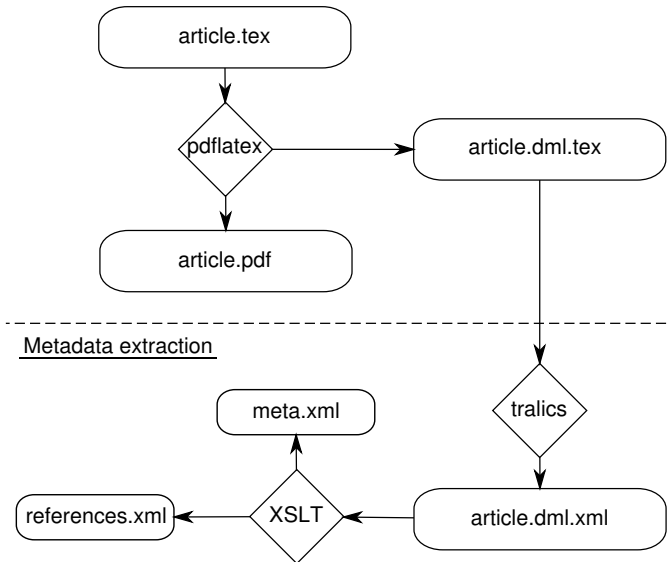 article.tex
pdflatex
article.dml.tex
article.pdf
Metadata extraction
meta.xml
tralics
references.xml
XSLT
article.dml.xml